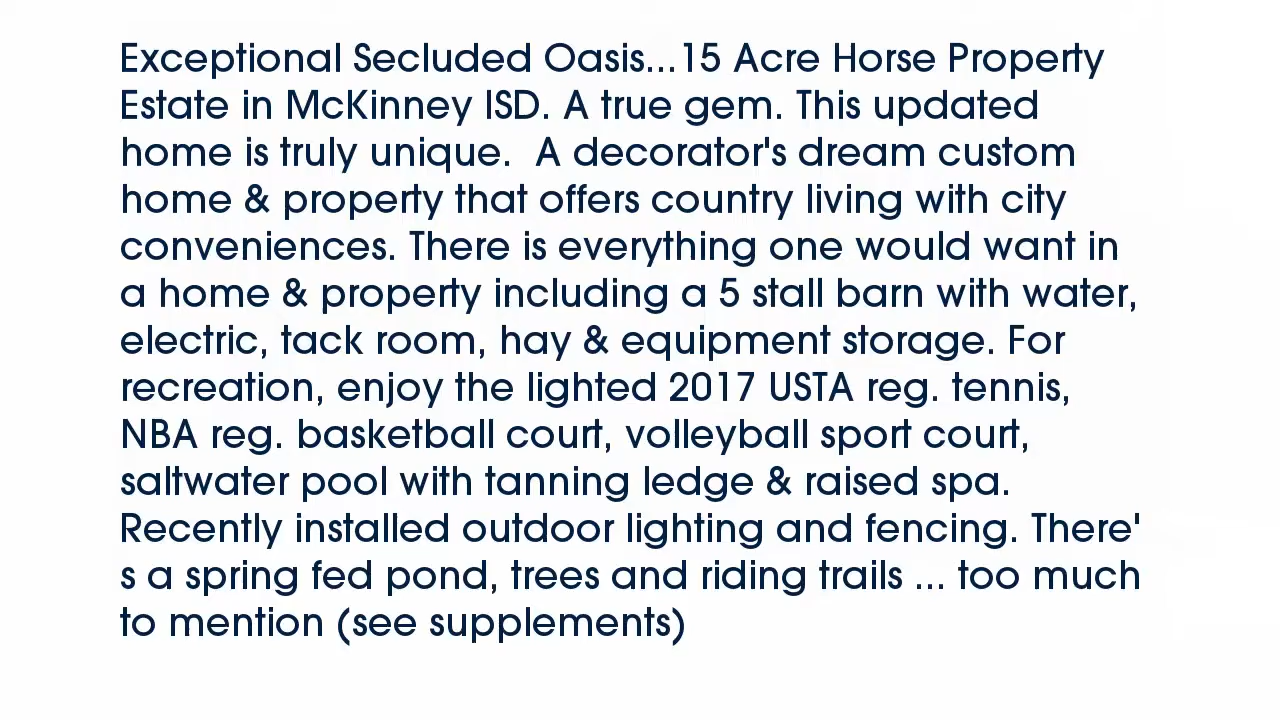 Exceptional Secluded Oasis...15 Acre Horse Property
Estate in McKinney ISD. A true gem. This updated
home is truly unique.  A decorator's dream custom
home & property that offers country living with city
conveniences. There is everything one would want in
a home & property including a 5 stall barn with water,
electric, tack room, hay & equipment storage. For
recreation, enjoy the lighted 2017 USTA reg. tennis,
NBA reg. basketball court, volleyball sport court,
saltwater pool with tanning ledge & raised spa.
Recently installed outdoor lighting and fencing. There'
s a spring fed pond, trees and riding trails ... too much
to mention (see supplements)